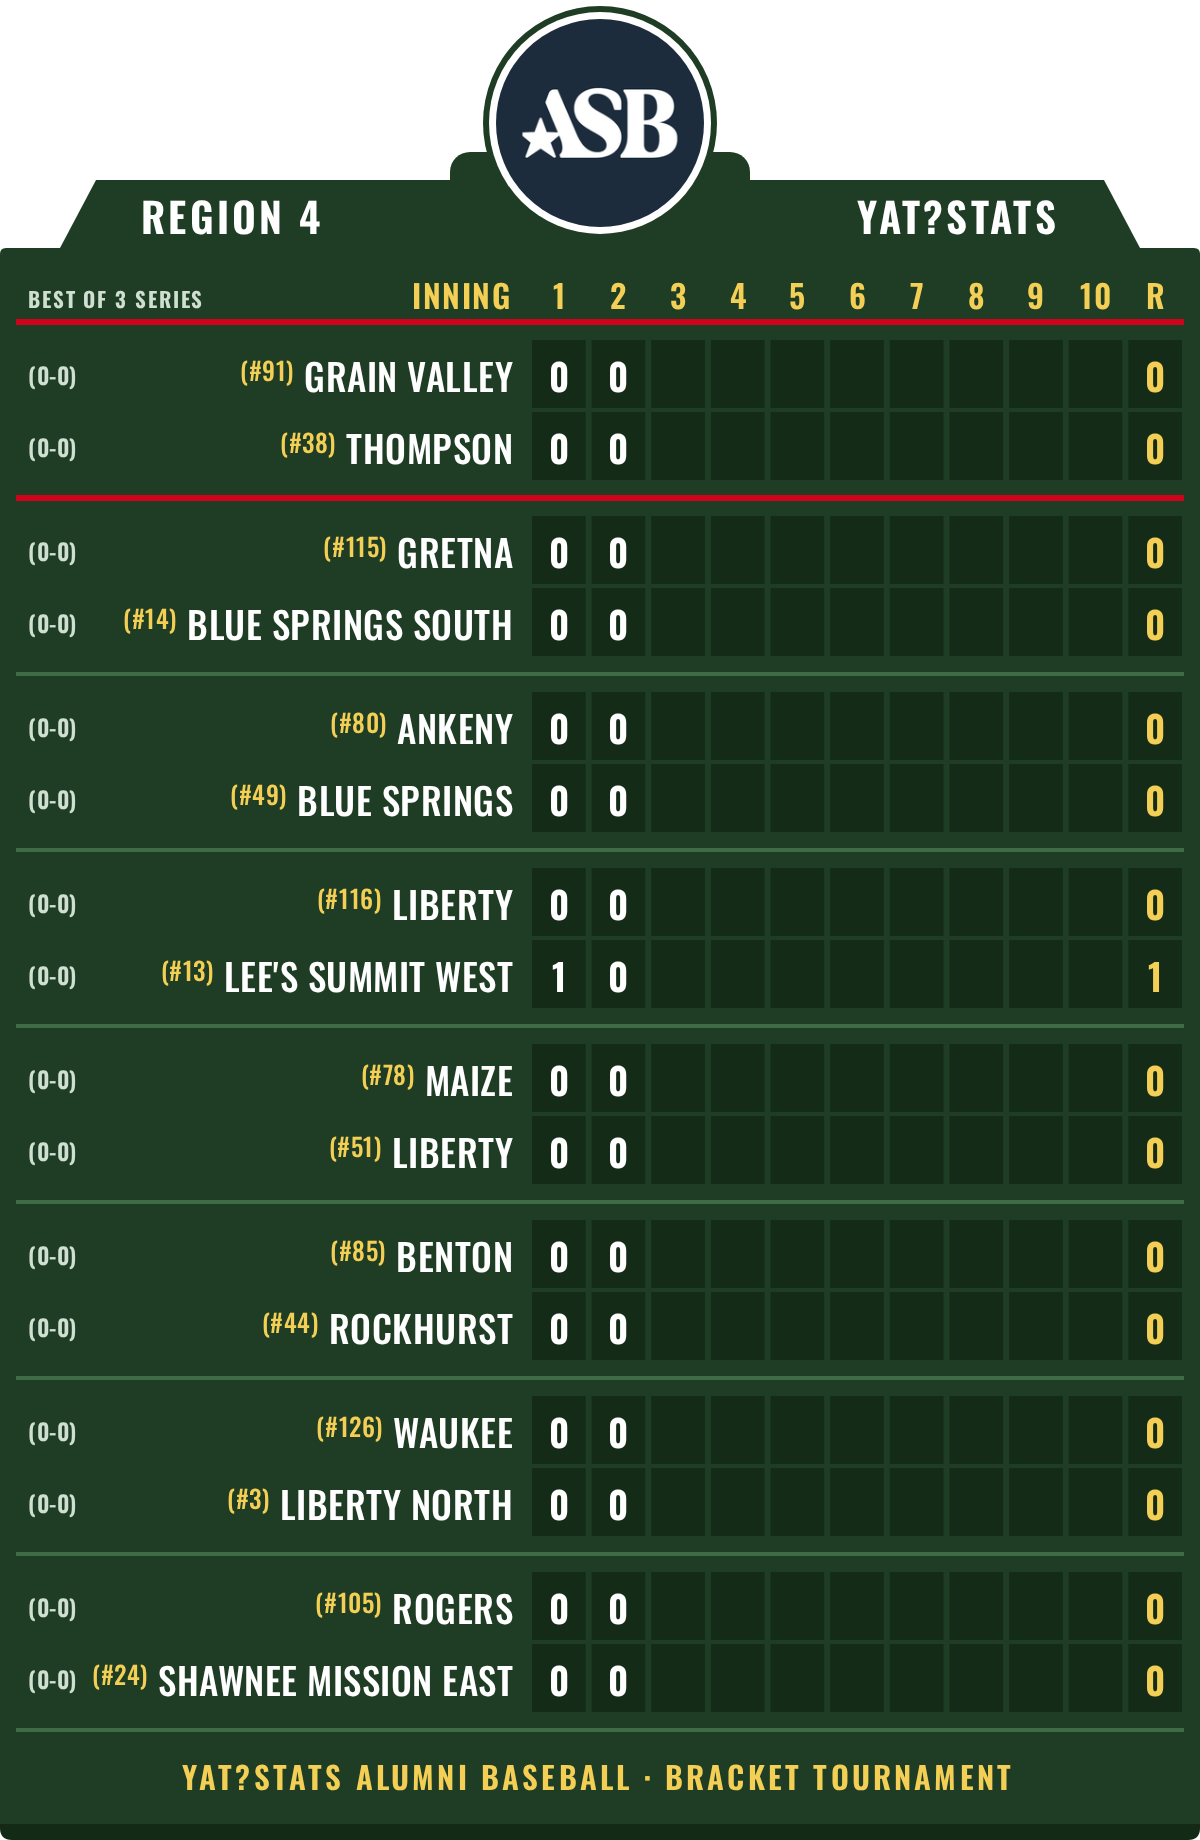 ASB
REGION 4
YAT?STATS
BEST OF 3 SERIES INNING 1 2 3 4 5 6 7 8 9 10 R
(0-0) (#91) GRAIN VALLEY 0 0 0
(0-0) (#38) THOMPSON 0 0 0
(0-0) (#115) GRETNA 0 0 0
(0-0) (#14) BLUE SPRINGS SOUTH 0 0 0
(0-0) (#80) ANKENY 0 0 0
(0-0) (#49) BLUE SPRINGS 0 0 0
(0-0) (#116) LIBERTY 0 0 0
(0-0) (#13) LEE'S SUMMIT WEST 1 0 1
(0-0) (#78) MAIZE 0 0 0
(0-0) (#51) LIBERTY 0 0 0
(0-0) (#85) BENTON 0 0 0
(0-0) (#44) ROCKHURST 0 0 0
(0-0) (#126) WAUKEE 0 0 0
(0-0) (#3) LIBERTY NORTH 0 0 0
(0-0) (#105) ROGERS 0 0 0
(0-0) (#24) SHAWNEE MISSION EAST 0 0 0
YAT?STATS ALUMNI BASEBALL · BRACKET TOURNAMENT